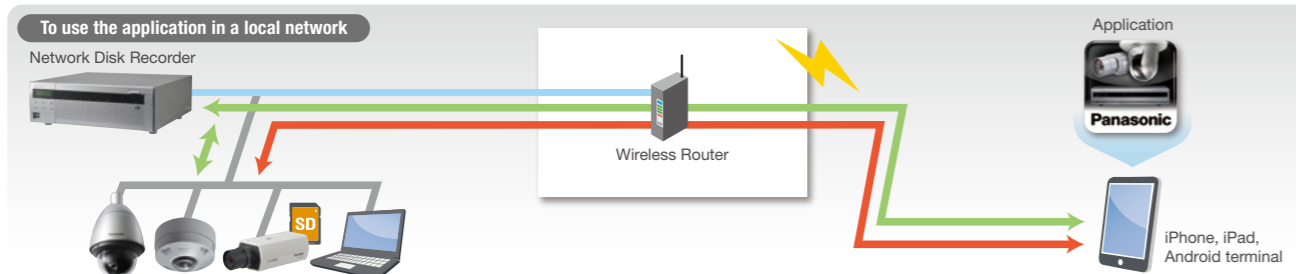 To use the application in a local network
Network Disk Recorder
Application
Panasonic
Wireless Router
SD
iPhone, iPad,
Android terminal